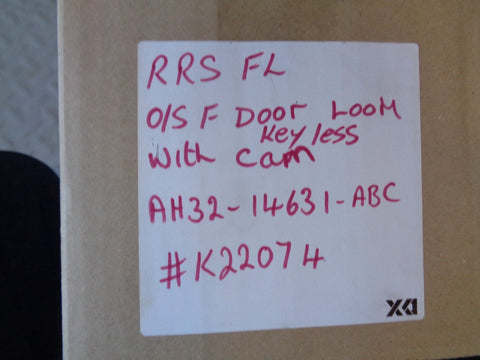 RRS FL
O/S F DOOR LOOM
Keyless
With Cam
AH32-14631-ABC
#K22074